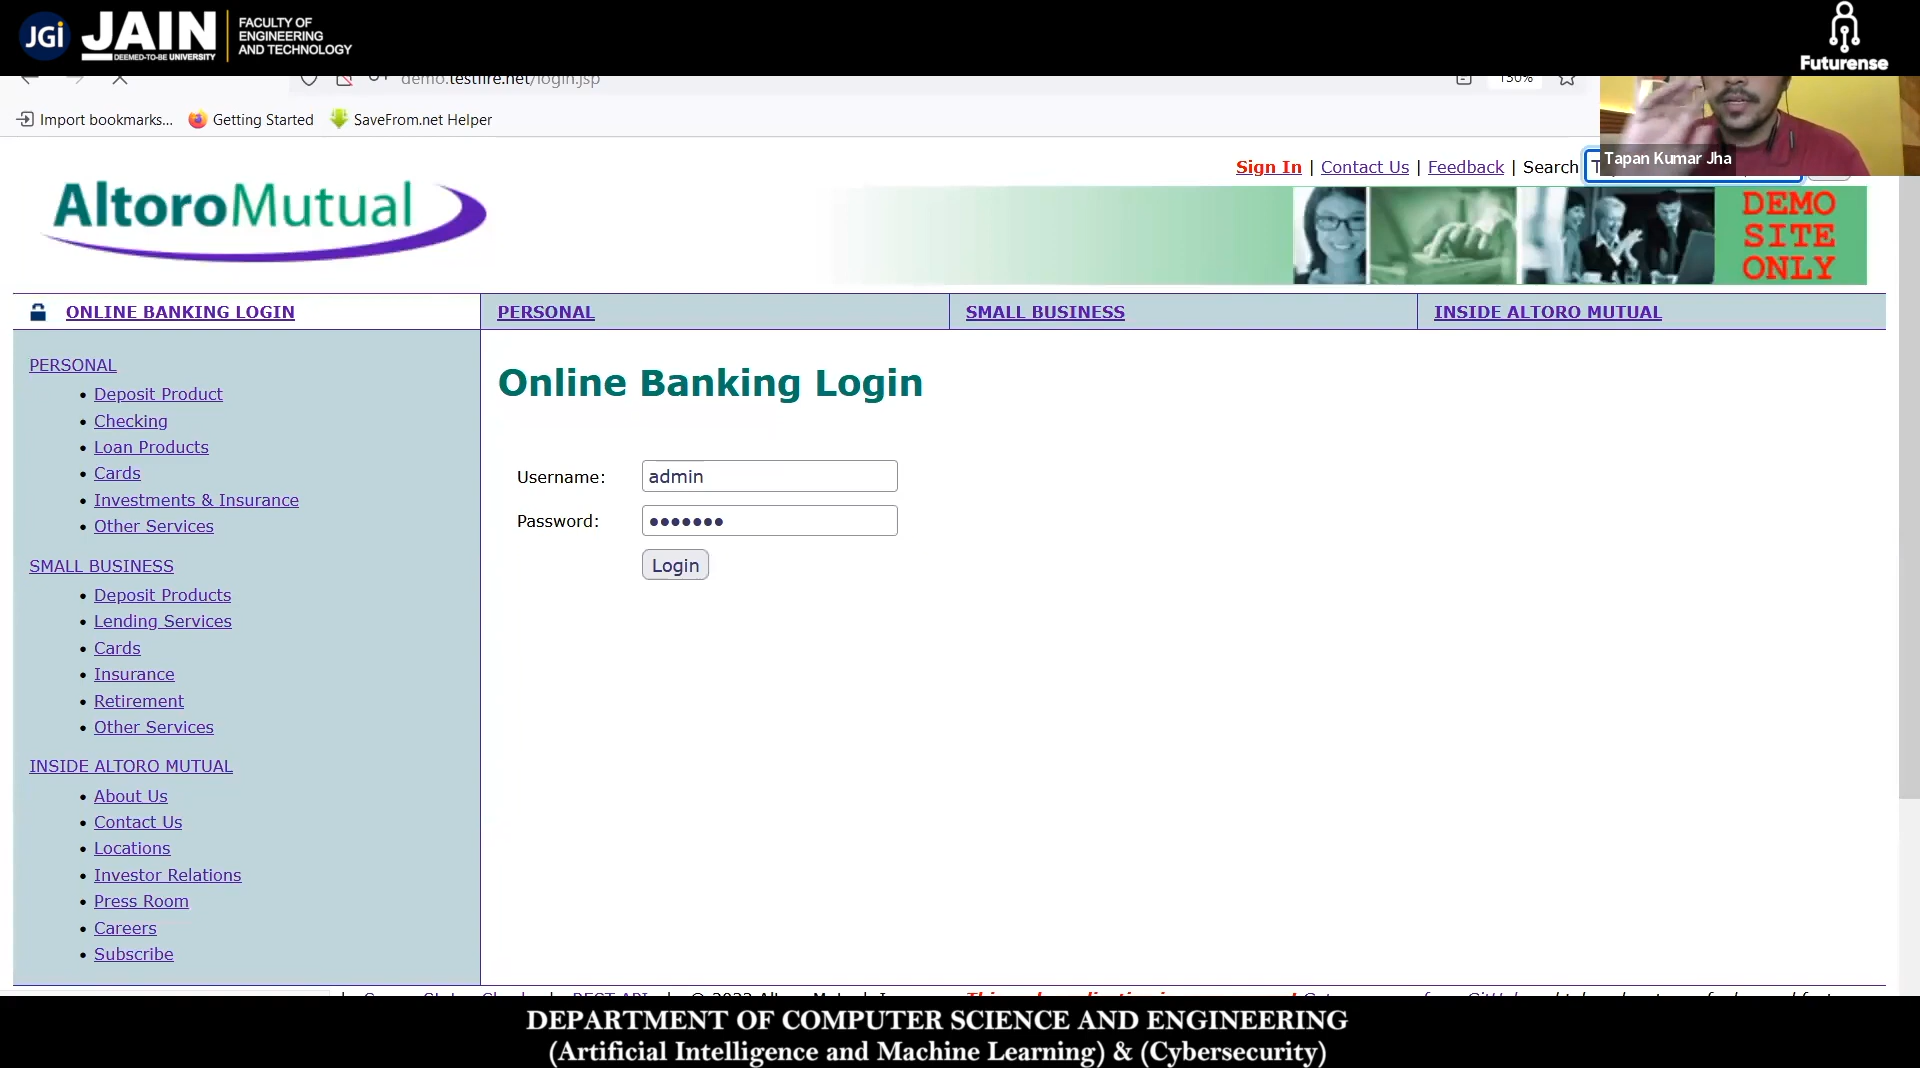 JGi JAIN DEEMED-TO-BE UNIVERSITY
FACULTY OF
ENGINEERING
AND TECHNOLOGY
Futurense
demo.testfire.net/login.jsp
130%
Import bookmarks...
Getting Started
SaveFrom.net Helper
Tapan Kumar Jha
Sign In | Contact Us | Feedback | Search
AltoroMutual
DEMO
SITE
ONLY
ONLINE BANKING LOGIN
PERSONAL
SMALL BUSINESS
INSIDE ALTORO MUTUAL
PERSONAL
Deposit Product
Checking
Loan Products
Cards
Investments & Insurance
Other Services
SMALL BUSINESS
Deposit Products
Lending Services
Cards
Insurance
Retirement
Other Services
INSIDE ALTORO MUTUAL
About Us
Contact Us
Locations
Investor Relations
Press Room
Careers
Subscribe
Online Banking Login
Username: admin
Password: •••••••
Login
DEPARTMENT OF COMPUTER SCIENCE AND ENGINEERING
(Artificial Intelligence and Machine Learning) & (Cybersecurity)